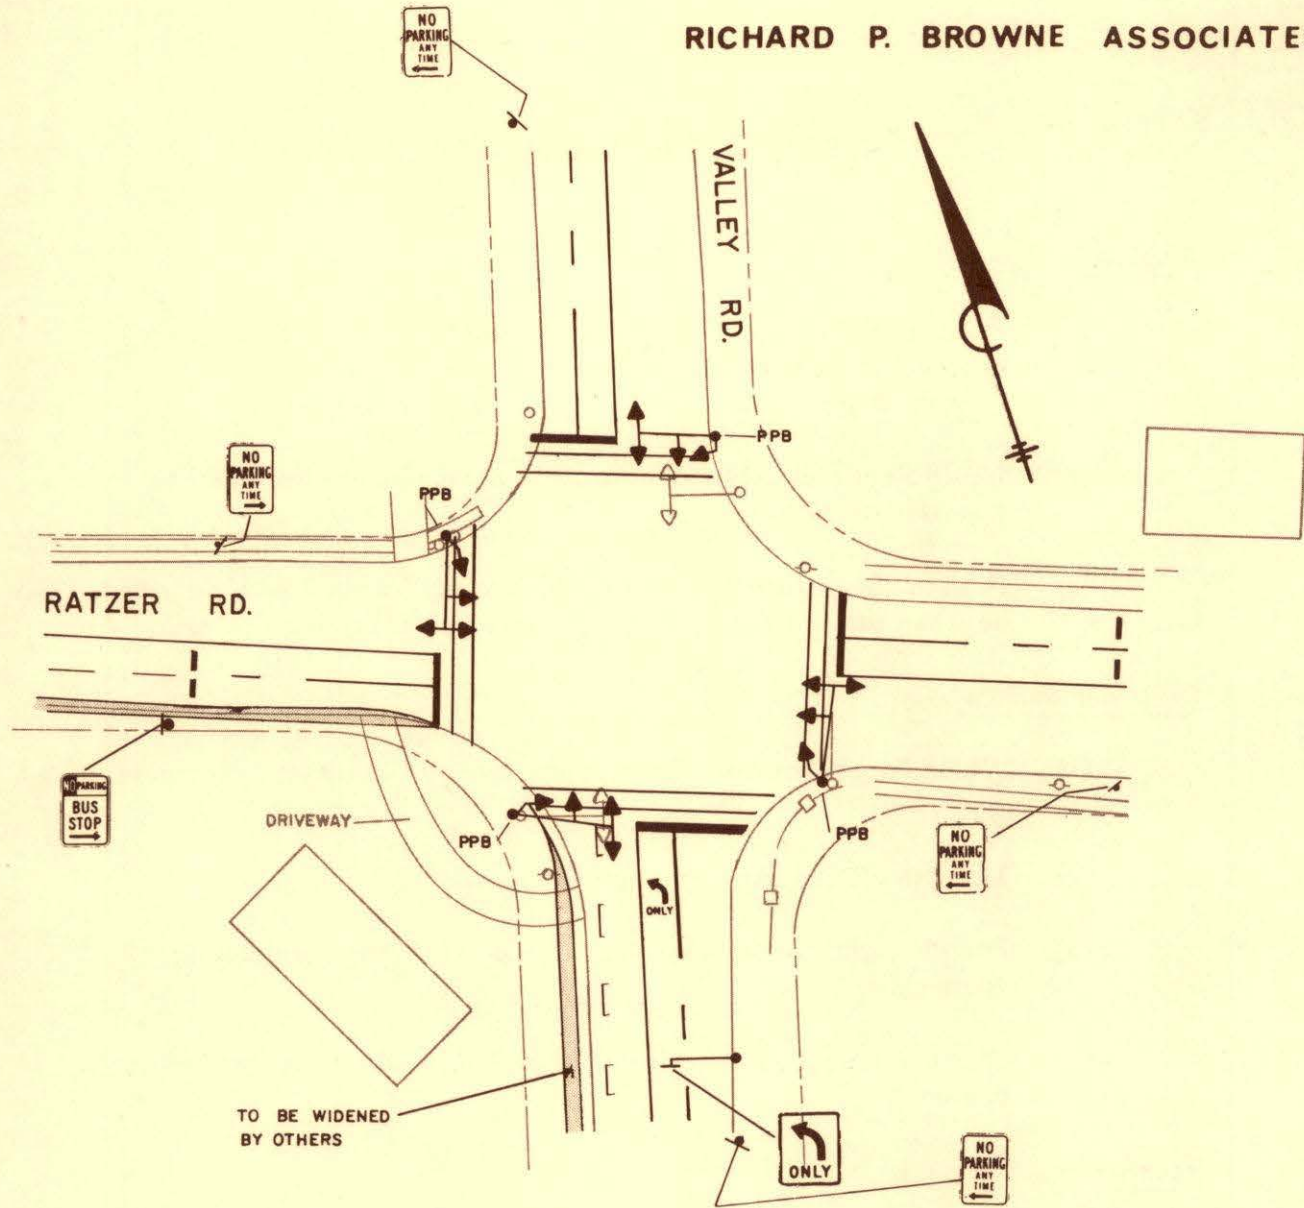 NO
PARKING
ANY
TIME
RICHARD P. BROWNE ASSOCIATE
VALLEY RD.
PPB
NO
PARKING
ANY
TIME
PPB
RATZER RD.
NO PARKING
BUS
STOP
DRIVEWAY
PPB
PPB
NO
PARKING
ANY
TIME
ONLY
TO BE WIDENED
BY OTHERS
ONLY
NO
PARKING
ANY
TIME